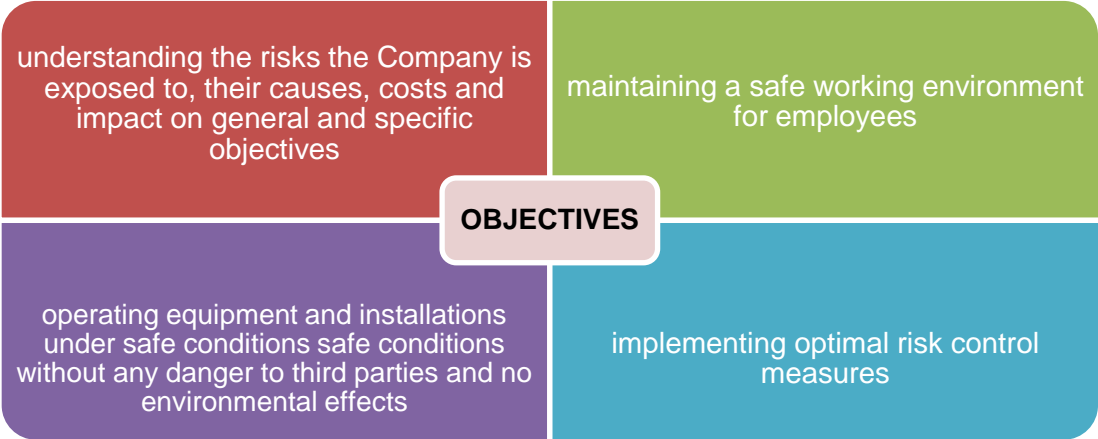 understanding the risks the Company is
exposed to, their causes, costs and
impact on general and specific
objectives
maintaining a safe working environment
for employees
OBJECTIVES
operating equipment and installations
under safe conditions safe conditions
without any danger to third parties and no
environmental effects
implementing optimal risk control
measures